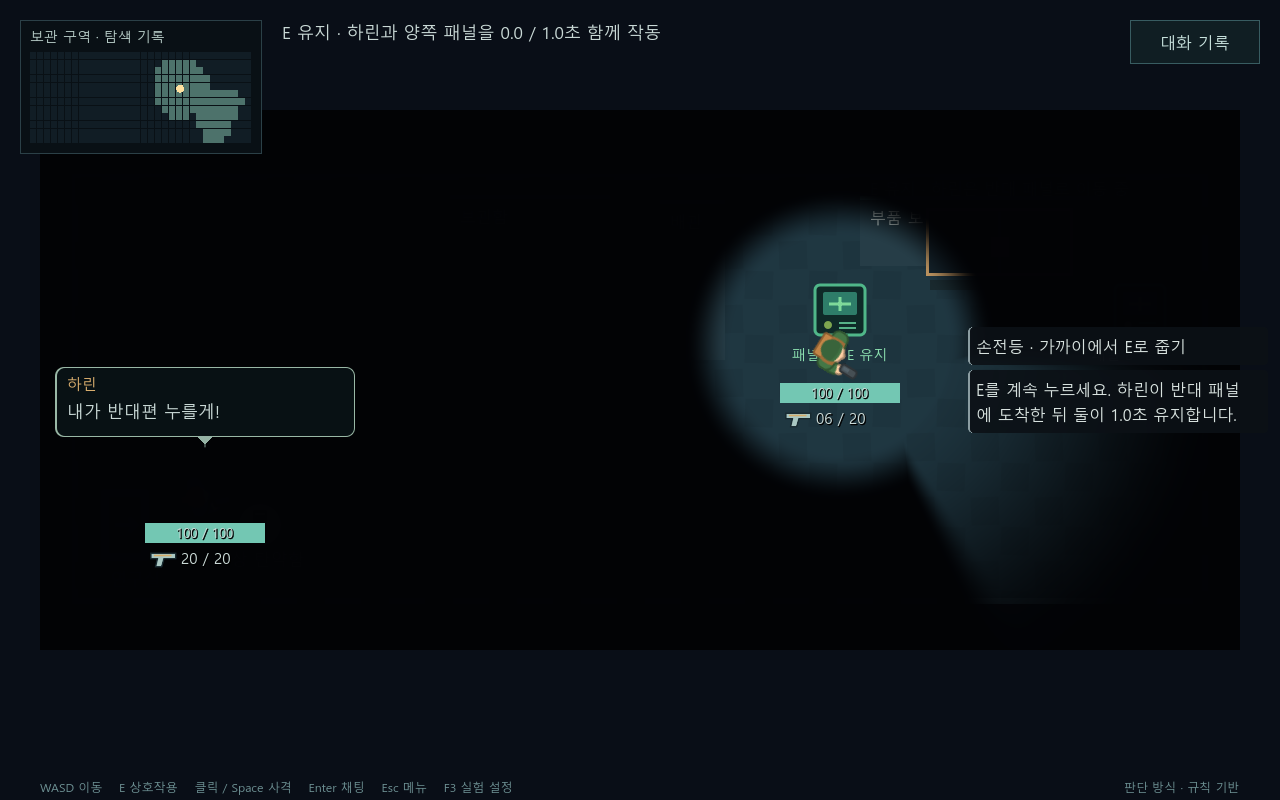 보관 구역 · 탐색 기록
E 유지 · 하린과 양쪽 패널을 0.0 / 1.0초 함께 작동
대화 기록
부품
패널 E 유지
손전등 · 가까이에서 E로 줍기
E를 계속 누르세요. 하린이 반대 패널
에 도착한 뒤 둘이 1.0초 유지합니다.
하린
내가 반대편 누를게!
100 / 100
06 / 20
100 / 100
20 / 20
WASD 이동 E 상호작용 클릭 / Space 사격 Enter 채팅 Esc 메뉴 F3 실험 설정
판단 방식 · 규칙 기반